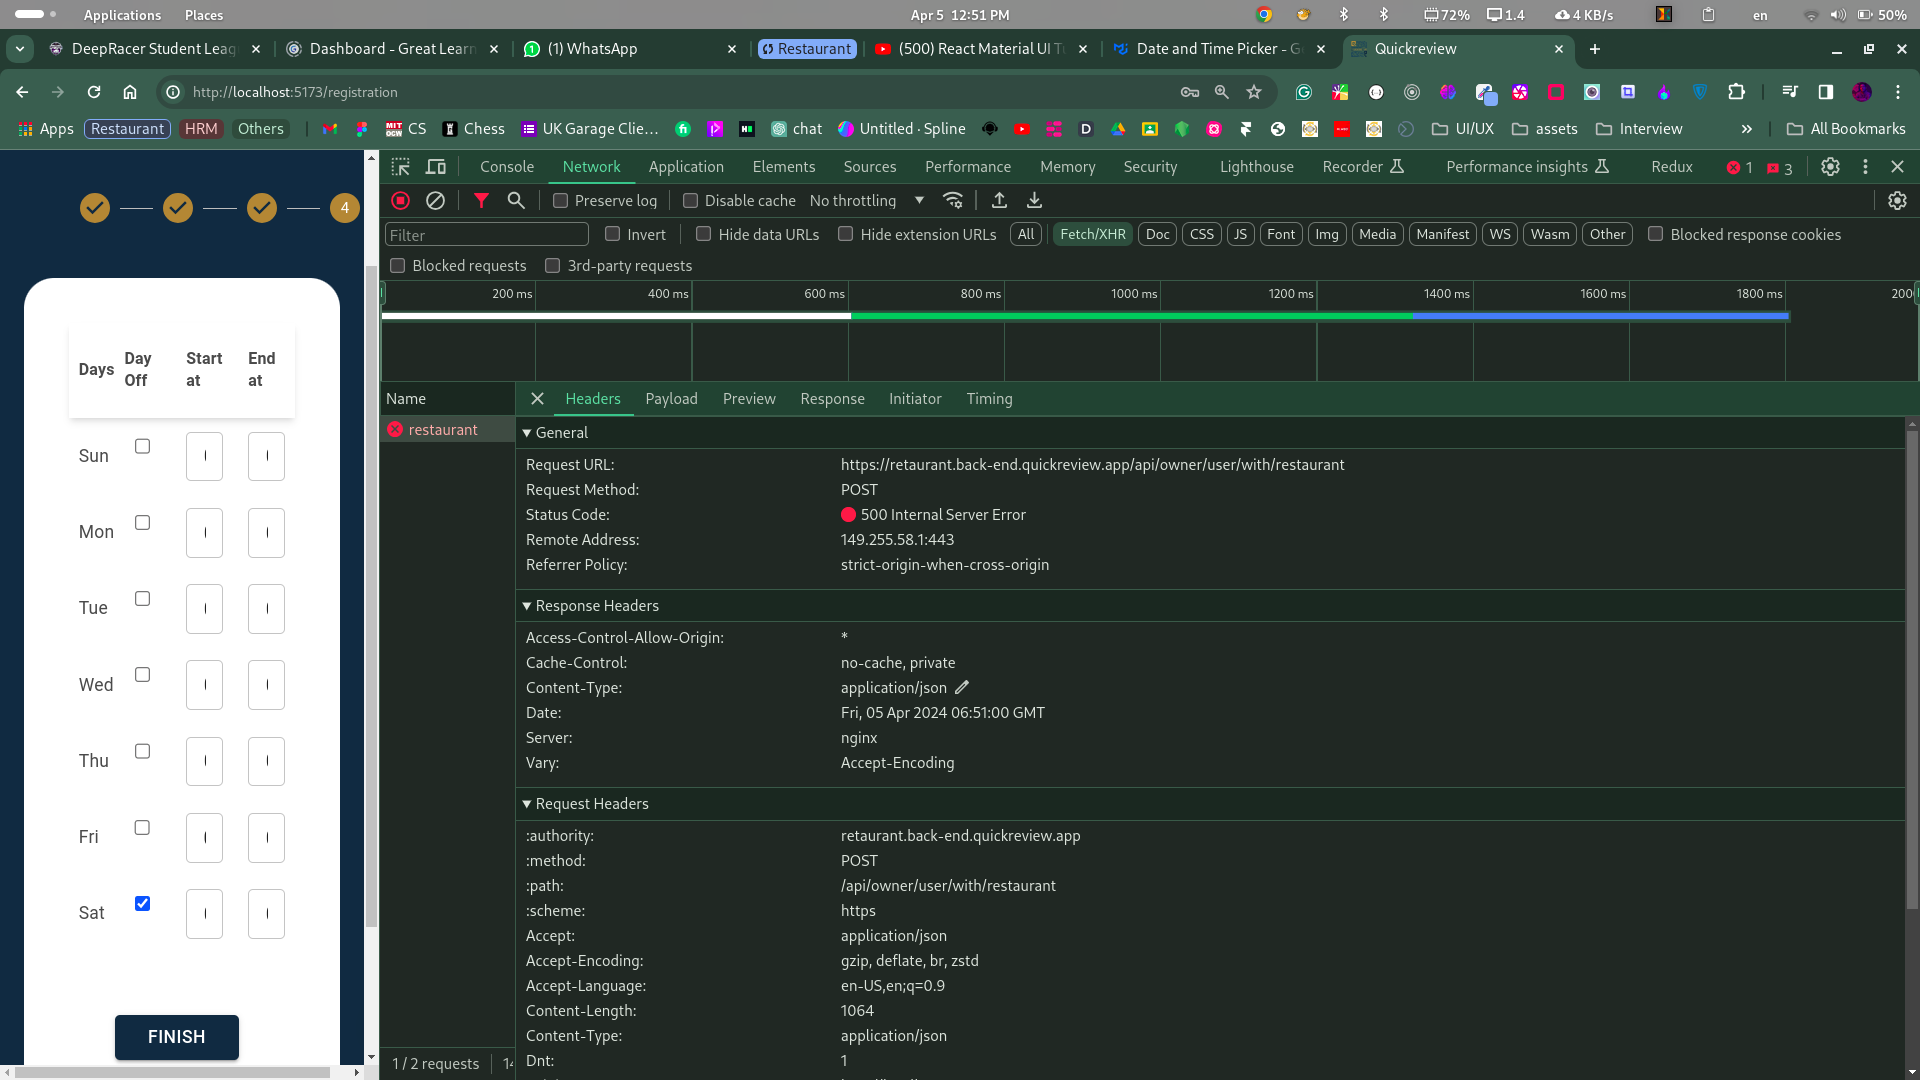 Applications Places
Apr 5 12:51 PM
72% 1.4 4 KB/s en 50%
DeepRacer Student Leag
Dashboard - Great Learn
(1) WhatsApp
Restaurant
(500) React Material UI Tu
Date and Time Picker - G
Quickreview
http://localhost:5173/registration
Apps Restaurant HRM Others CS Chess UK Garage Clie... chat Untitled · Spline UI/UX assets Interview » All Bookmarks
4
Days Day Off Start at End at
Sun
Mon
Tue
Wed
Thu
Fri
Sat
FINISH
Console Network Application Elements Sources Performance Memory Security Lighthouse Recorder Performance insights Redux 1 3
Preserve log Disable cache No throttling
Filter Invert Hide data URLs Hide extension URLs All Fetch/XHR Doc CSS JS Font Img Media Manifest WS Wasm Other Blocked response cookies
Blocked requests 3rd-party requests
200 ms 400 ms 600 ms 800 ms 1000 ms 1200 ms 1400 ms 1600 ms 1800 ms 200
Name
restaurant
Headers Payload Preview Response Initiator Timing
General
Request URL: https://retaurant.back-end.quickreview.app/api/owner/user/with/restaurant
Request Method: POST
Status Code: 500 Internal Server Error
Remote Address: 149.255.58.1:443
Referrer Policy: strict-origin-when-cross-origin
Response Headers
Access-Control-Allow-Origin: *
Cache-Control: no-cache, private
Content-Type: application/json
Date: Fri, 05 Apr 2024 06:51:00 GMT
Server: nginx
Vary: Accept-Encoding
Request Headers
:authority: retaurant.back-end.quickreview.app
:method: POST
:path: /api/owner/user/with/restaurant
:scheme: https
Accept: application/json
Accept-Encoding: gzip, deflate, br, zstd
Accept-Language: en-US,en;q=0.9
Content-Length: 1064
Content-Type: application/json
Dnt: 1
1 / 2 requests